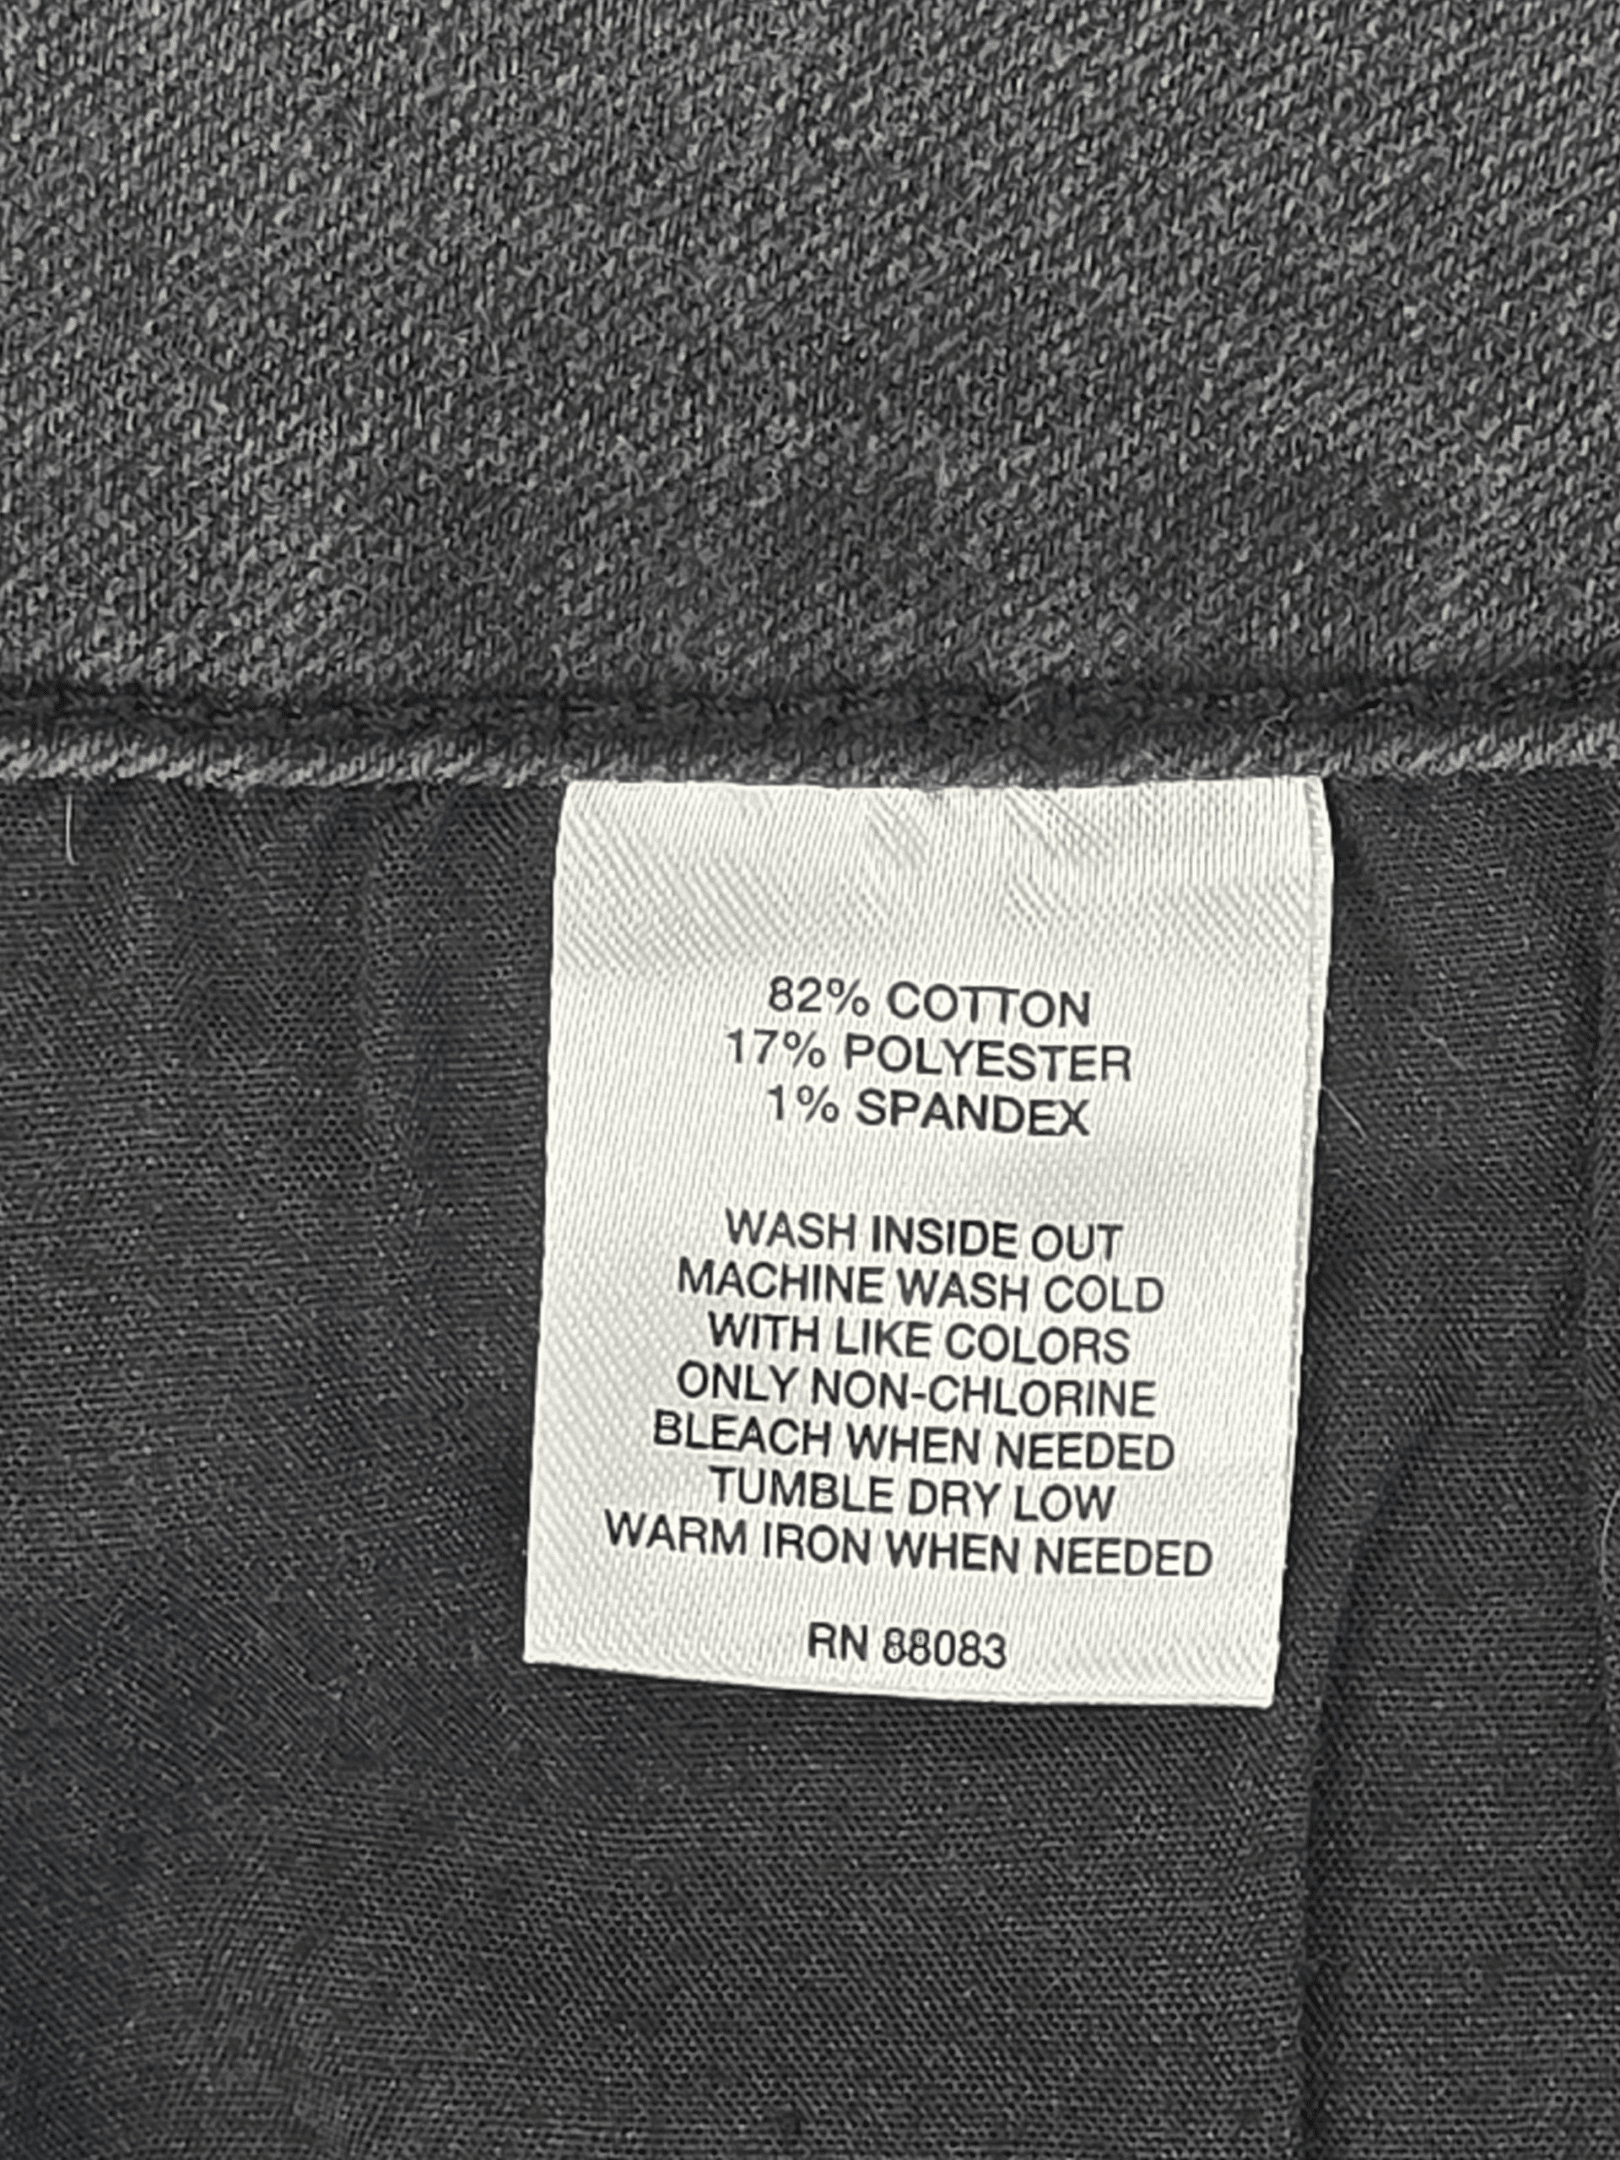 82% COTTON
17% POLYESTER
1% SPANDEX
WASH INSIDE OUT
MACHINE WASH COLD
WITH LIKE COLORS
ONLY NON-CHLORINE
BLEACH WHEN NEEDED
TUMBLE DRY LOW
WARM IRON WHEN NEEDED
RN 88083